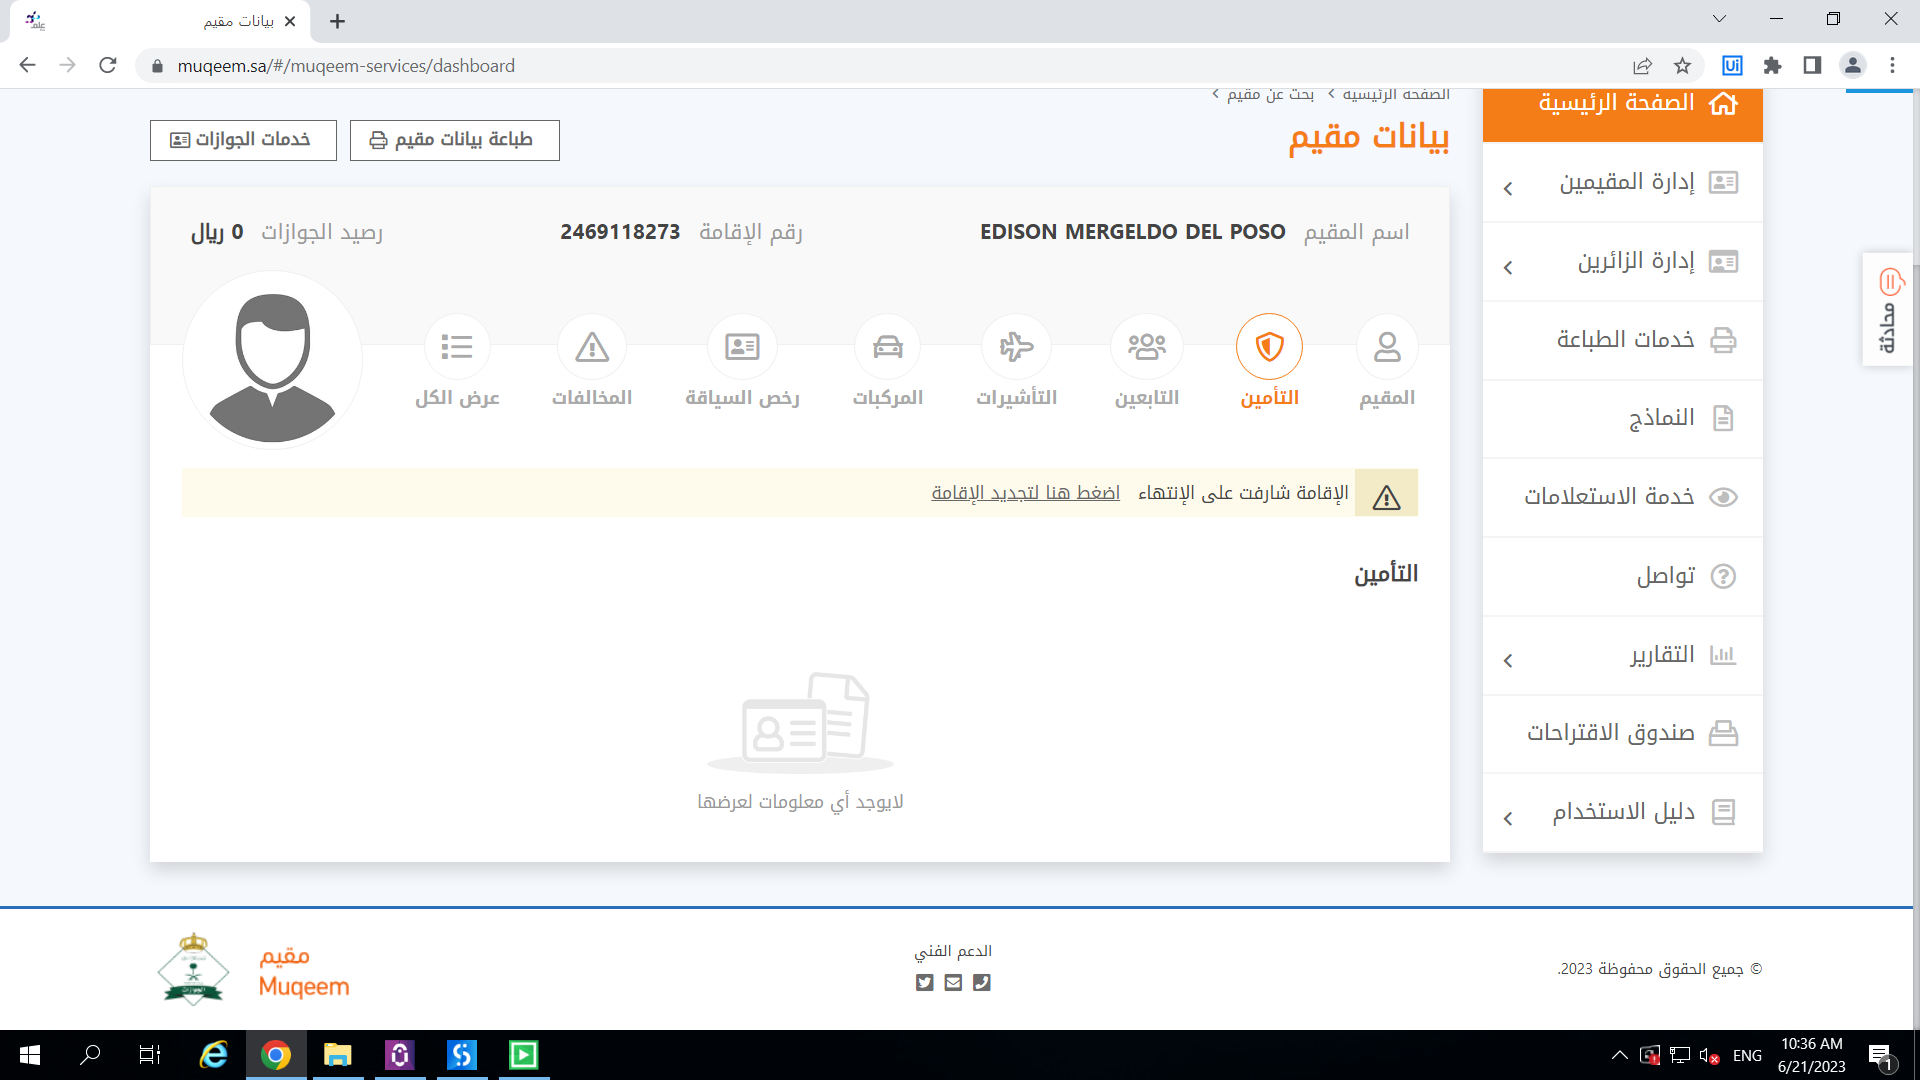 بيانات مقيم
muqeem.sa/#/muqeem-services/dashboard
الصفحة الرئيسية
بحث عن مقيم
بيانات مقيم
طباعة بيانات مقيم
خدمات الجوازات
اسم المقيم EDISON MERGELDO DEL POSO
رقم الإقامة 2469118273
رصيد الجوازات 0 ريال
المقيم
التأمين
التابعين
التأشيرات
المركبات
رخص السياقة
المخالفات
عرض الكل
الإقامة شارفت على الإنتهاء اضغط هنا لتجديد الإقامة
التأمين
لايوجد أي معلومات لعرضها
الصفحة الرئيسية
إدارة المقيمين
إدارة الزائرين
خدمات الطباعة
النماذج
خدمة الاستعلامات
تواصل
التقارير
صندوق الاقتراحات
دليل الاستخدام
محادثة
© جميع الحقوق محفوظة 2023.
الدعم الفني
مقيم
Muqeem
ENG
10:36 AM
6/21/2023
1